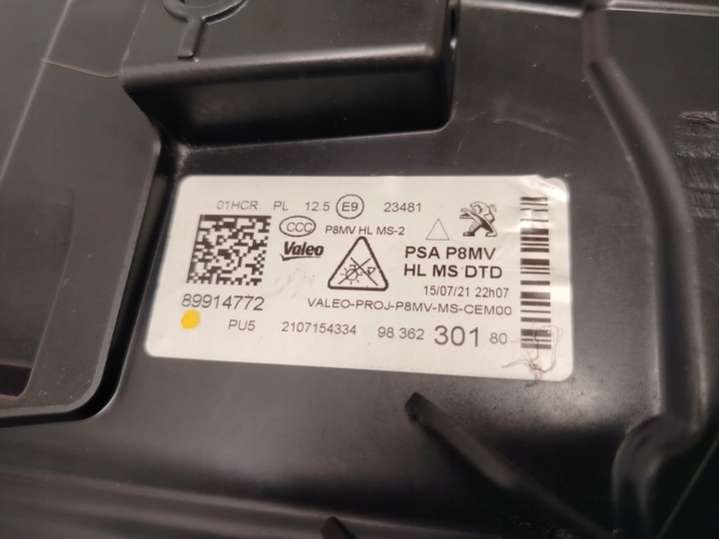 01HCR PL 12.5 E9 23481
CCC P8MV HL MS-2
Valeo
PSA P8MV
HL MS DTD
15/07/21 22h07
89914772
VALEO-PROJ-P8MV-MS-CEM00
PU5 2107154334 98 362 301 80